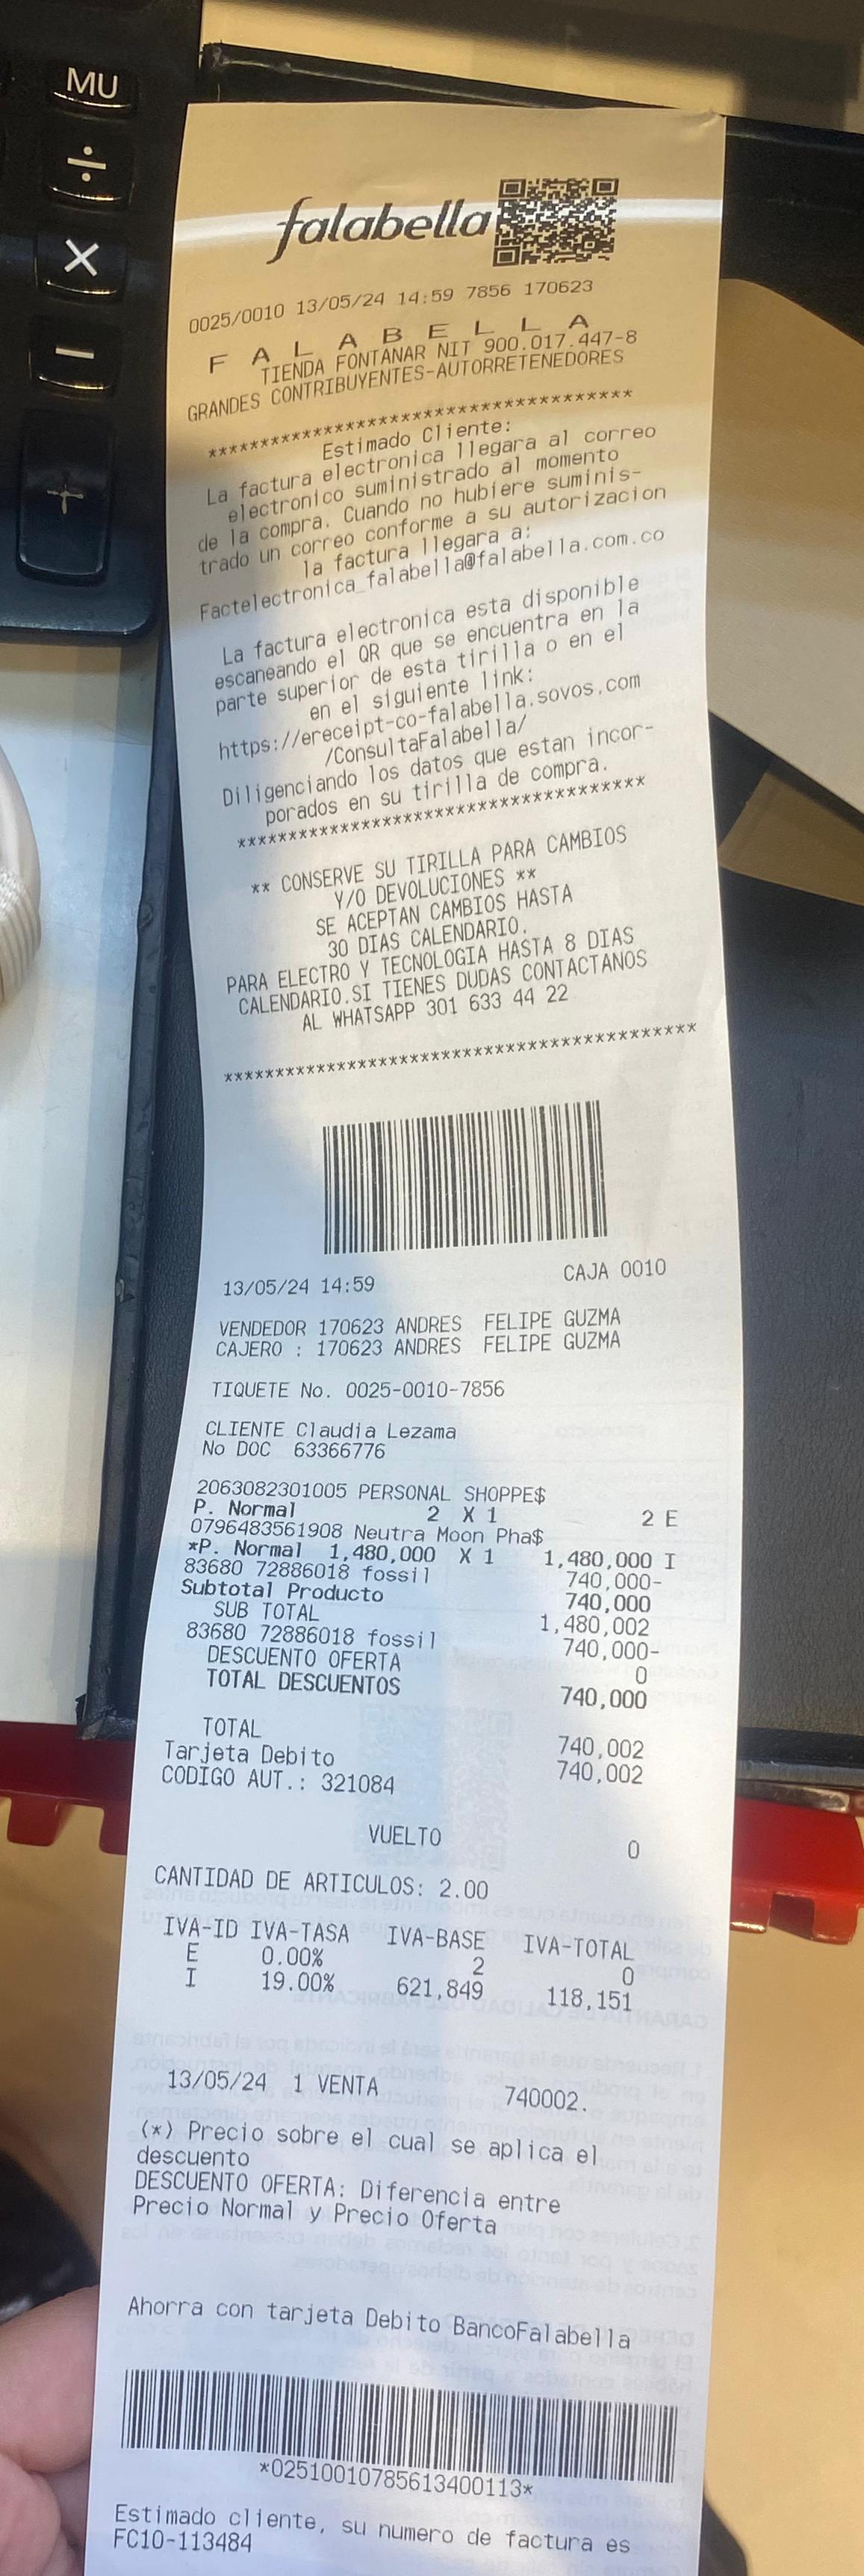 MU
÷
×
−
+
falabella
0025/0010 13/05/24 14:59 7856 170623
F A L A B E L L A
TIENDA FONTANAR NIT 900.017.447-8
GRANDES CONTRIBUYENTES-AUTORRETENEDORES
*****************************************
Estimado Cliente:
La factura electronica llegara al correo
electronico suministrado al momento
de la compra. Cuando no hubiere suminis-
trado un correo conforme a su autorizacion
la factura llegara a:
Factelectronica_falabella@falabella.com.co
La factura electronica esta disponible
escaneando el QR que se encuentra en la
parte superior de esta tirilla o en el
en el siguiente link:
https://ereceipt-co-falabella.sovos.com
/ConsultaFalabella/
Diligenciando los datos que estan incor-
porados en su tirilla de compra.
****************************************
** CONSERVE SU TIRILLA PARA CAMBIOS
Y/O DEVOLUCIONES **
SE ACEPTAN CAMBIOS HASTA
30 DIAS CALENDARIO.
PARA ELECTRO Y TECNOLOGIA HASTA 8 DIAS
CALENDARIO.SI TIENES DUDAS CONTACTANOS
AL WHATSAPP 301 633 44 22
**********************************************
13/05/24 14:59 CAJA 0010
VENDEDOR 170623 ANDRES FELIPE GUZMA
CAJERO : 170623 ANDRES FELIPE GUZMA
TIQUETE No. 0025-0010-7856
CLIENTE Claudia Lezama
No DOC 63366776
2063082301005 PERSONAL SHOPPE$
P. Normal 2 X 1 2 E
0796483561908 Neutra Moon Pha$
*P. Normal 1,480,000 X 1 1,480,000 I
83680 72886018 fossil 740,000-
Subtotal Producto 740,000
SUB TOTAL 1,480,002
83680 72886018 fossil 740,000-
DESCUENTO OFERTA 0
TOTAL DESCUENTOS 740,000
TOTAL 740,002
Tarjeta Debito 740,002
CODIGO AUT.: 321084
VUELTO 0
CANTIDAD DE ARTICULOS: 2.00
IVA-ID IVA-TASA IVA-BASE IVA-TOTAL
E 0.00% 2 0
I 19.00% 621,849 118,151
13/05/24 1 VENTA 740002.
(*) Precio sobre el cual se aplica el
descuento
DESCUENTO OFERTA: Diferencia entre
Precio Normal y Precio Oferta
Ahorra con tarjeta Debito BancoFalabella
*02510010785613400113*
Estimado cliente, su numero de factura es
FC10-113484